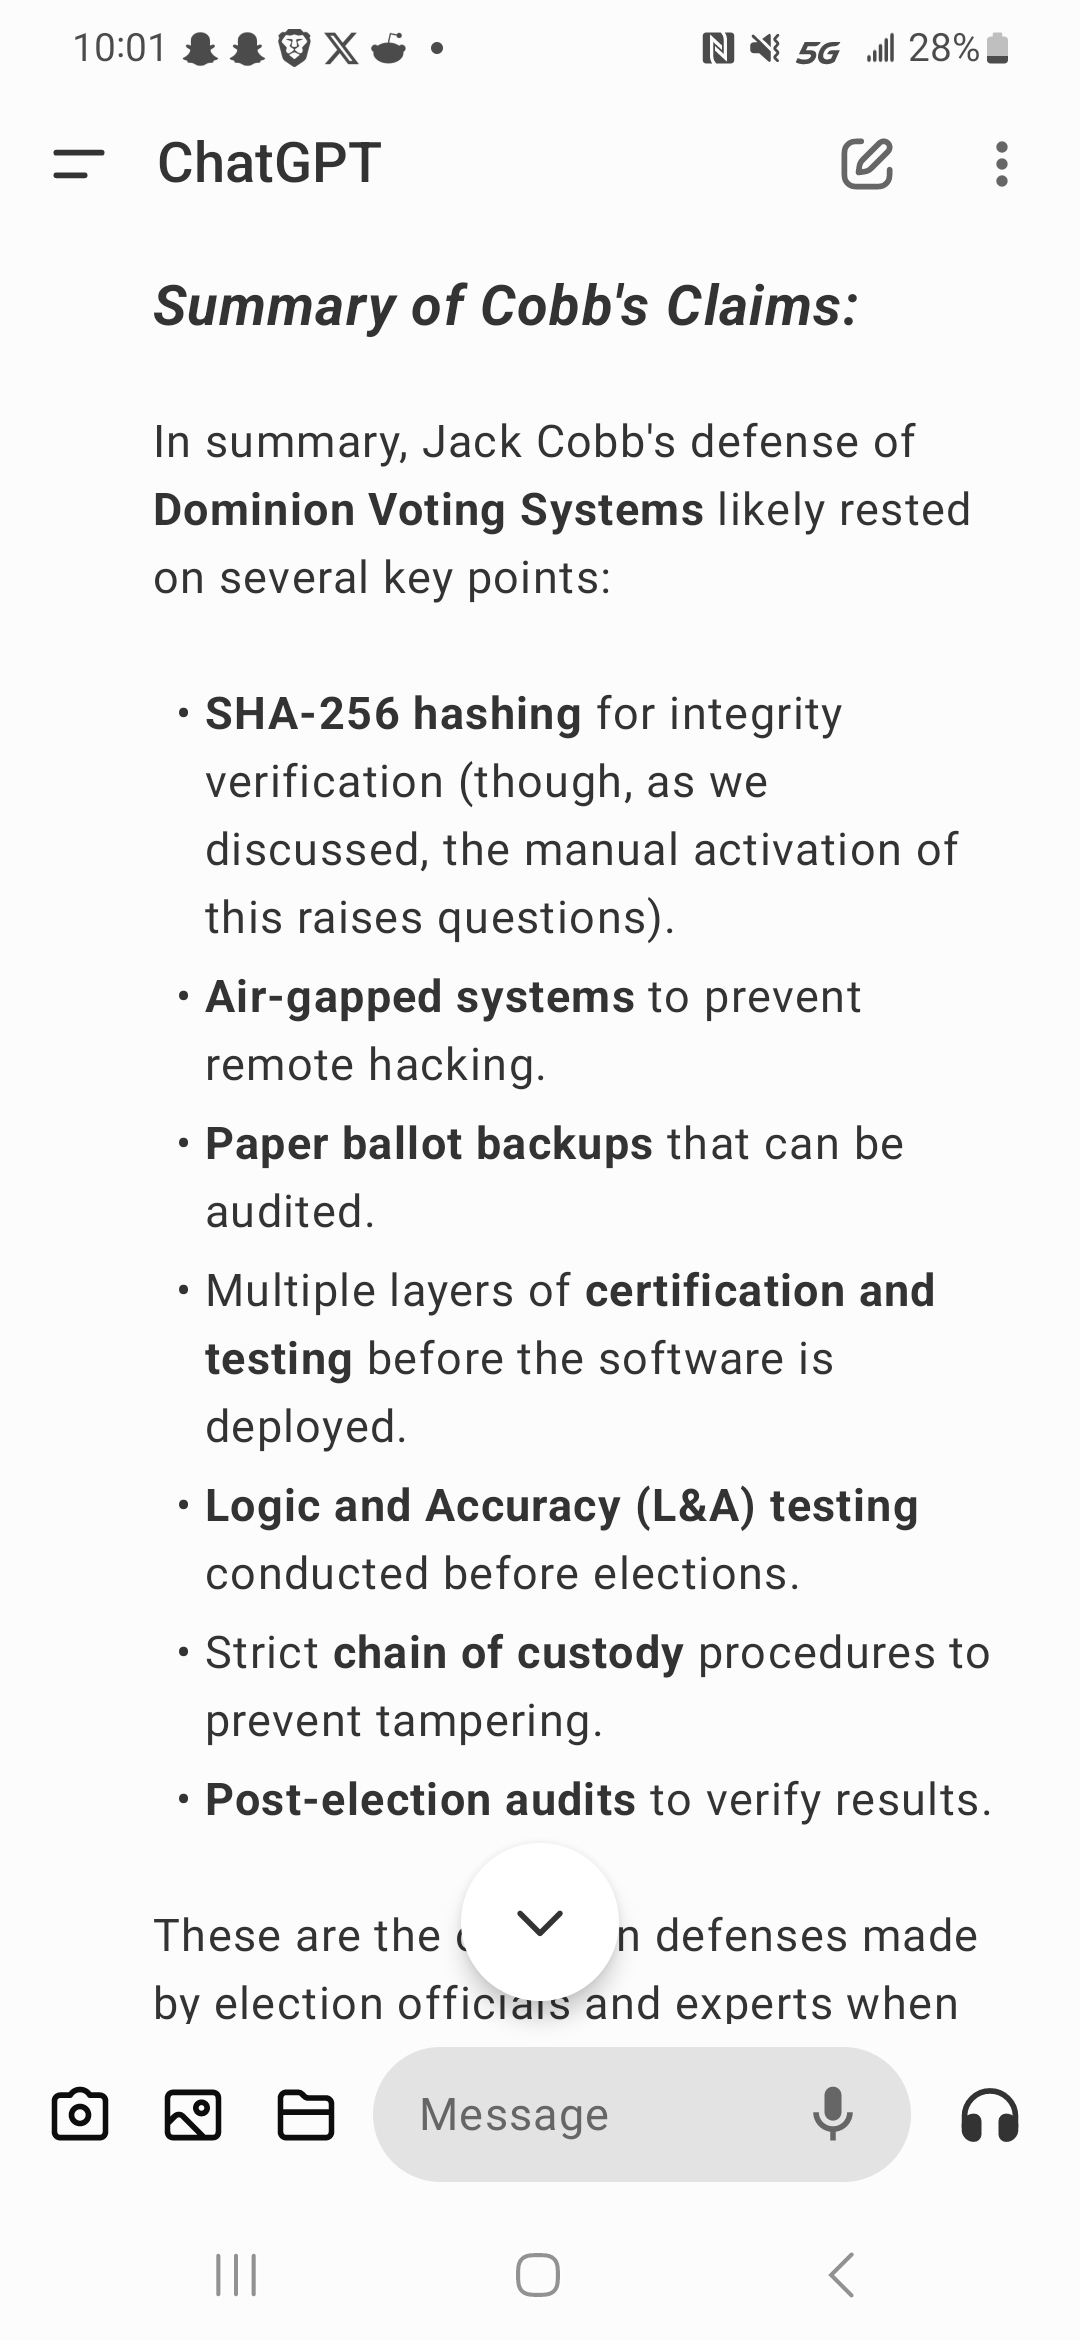 10:01 5G 28%
ChatGPT
Summary of Cobb's Claims:
In summary, Jack Cobb's defense of
Dominion Voting Systems likely rested
on several key points:
• SHA-256 hashing for integrity
verification (though, as we
discussed, the manual activation of
this raises questions).
• Air-gapped systems to prevent
remote hacking.
• Paper ballot backups that can be
audited.
• Multiple layers of certification and
testing before the software is
deployed.
• Logic and Accuracy (L&A) testing
conducted before elections.
• Strict chain of custody procedures to
prevent tampering.
• Post-election audits to verify results.
These are the defenses made
by election officials and experts when
Message